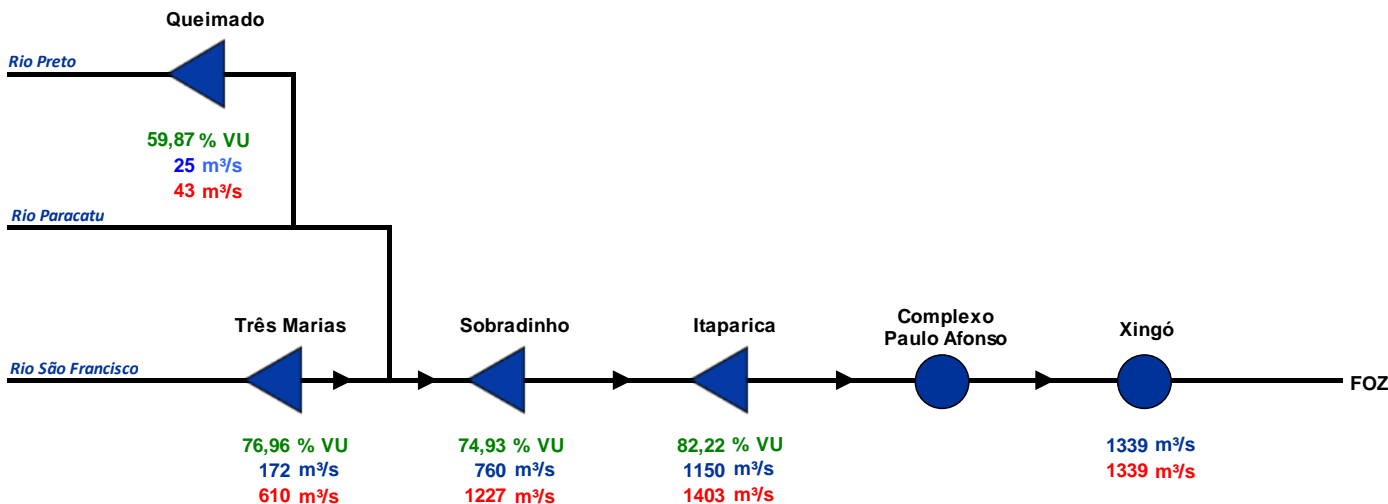 Queimado
Rio Preto
59,87 % VU
25 m³/s
43 m³/s
Rio Paracatu
Três Marias
Sobradinho
Itaparica
Complexo
Paulo Afonso
Xingó
Rio São Francisco
FOZ
76,96 % VU
172 m³/s
610 m³/s
74,93 % VU
760 m³/s
1227 m³/s
82,22 % VU
1150 m³/s
1403 m³/s
1339 m³/s
1339 m³/s